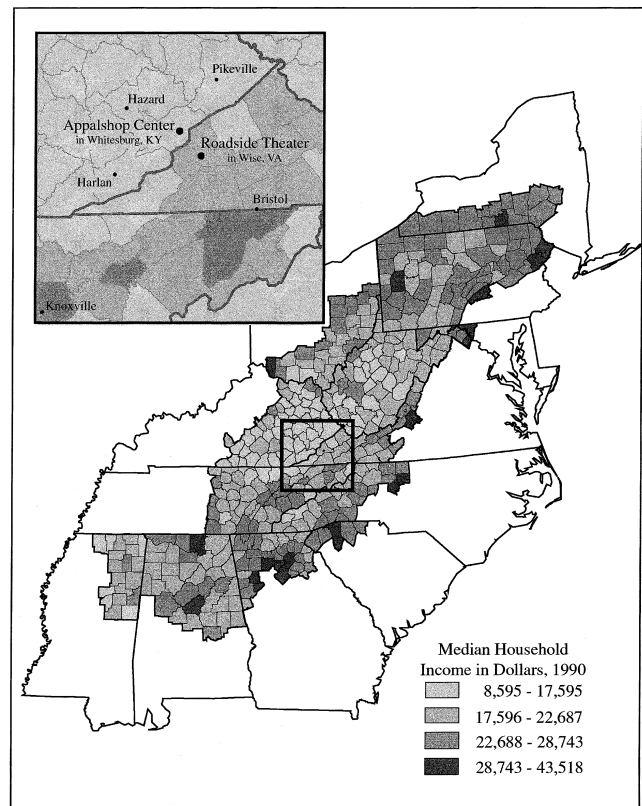 Pikeville
Hazard
Appalshop Center
in Whitesburg, KY
Roadside Theater
in Wise, VA
Harlan
Bristol
Knoxville
Median Household
Income in Dollars, 1990
8,595 - 17,595
17,596 - 22,687
22,688 - 28,743
28,743 - 43,518